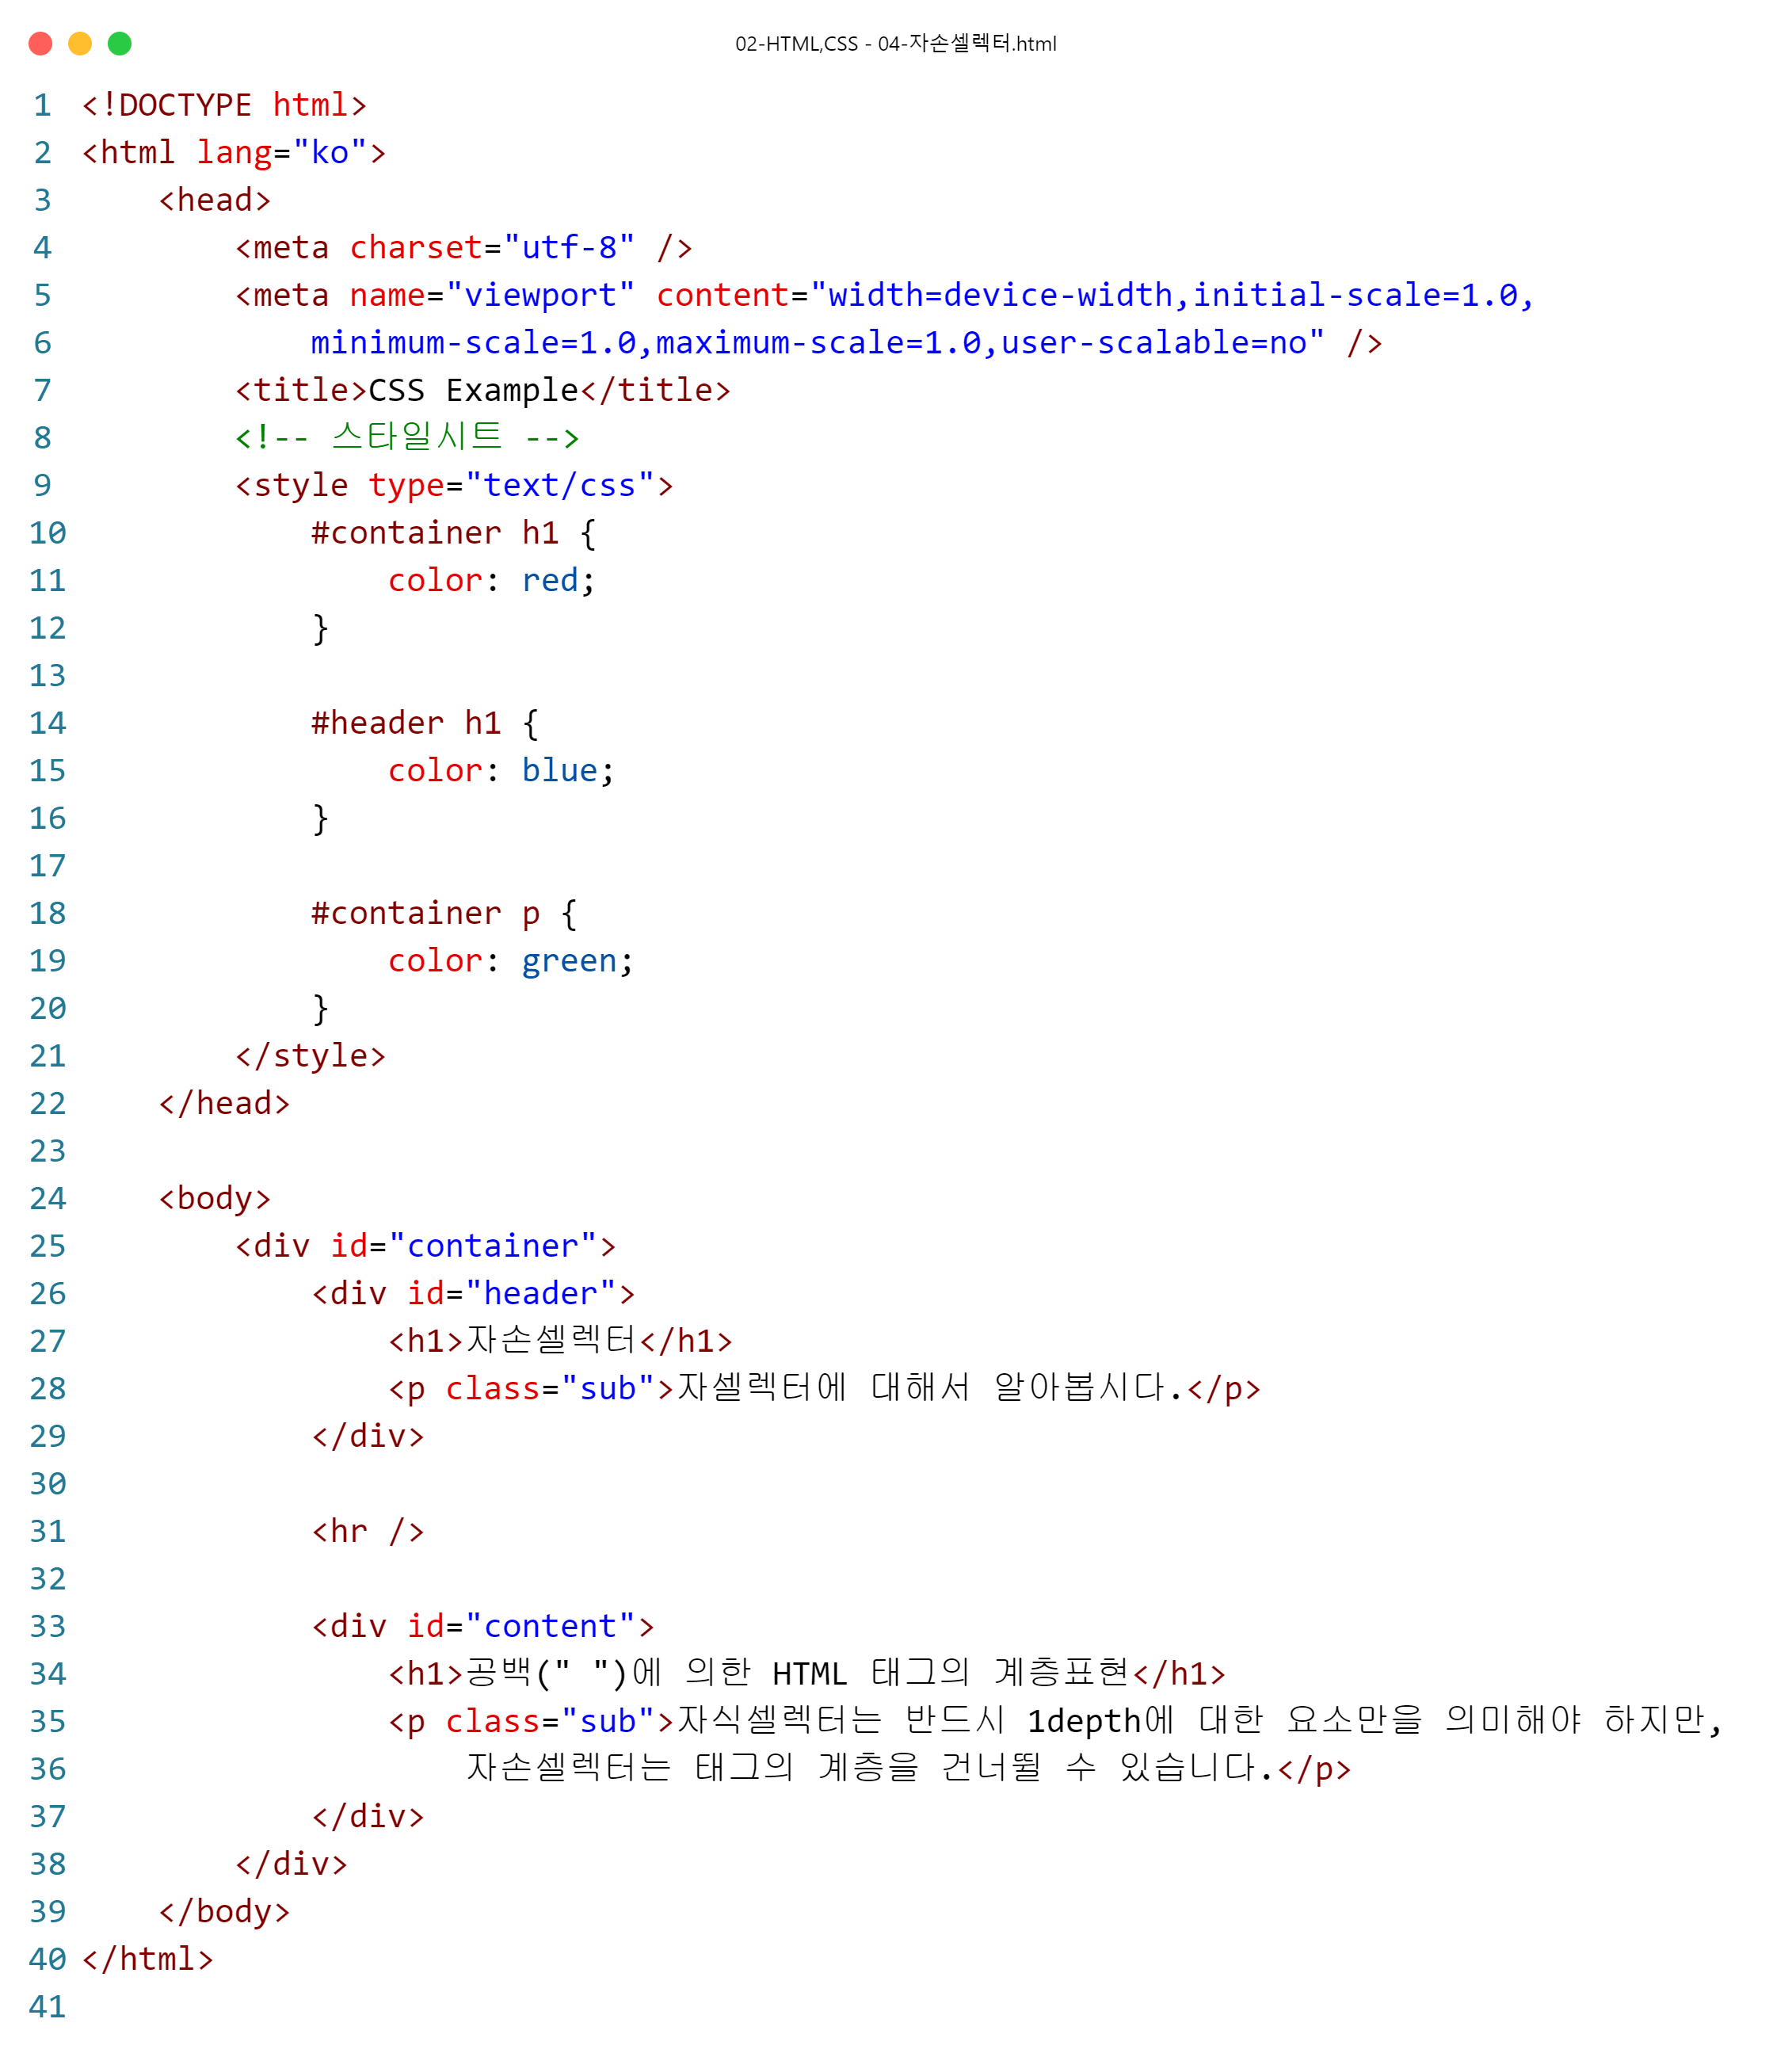 02-HTML,CSS - 04-자손셀렉터.html
1 <!DOCTYPE html>
2 <html lang="ko">
3     <head>
4         <meta charset="utf-8" />
5         <meta name="viewport" content="width=device-width,initial-scale=1.0,
6             minimum-scale=1.0,maximum-scale=1.0,user-scalable=no" />
7         <title>CSS Example</title>
8         <!-- 스타일시트 -->
9         <style type="text/css">
10             #container h1 {
11                 color: red;
12             }
13
14             #header h1 {
15                 color: blue;
16             }
17
18             #container p {
19                 color: green;
20             }
21         </style>
22     </head>
23
24     <body>
25         <div id="container">
26             <div id="header">
27                 <h1>자손셀렉터</h1>
28                 <p class="sub">자셀렉터에 대해서 알아봅시다.</p>
29             </div>
30
31             <hr />
32
33             <div id="content">
34                 <h1>공백(" ")에 의한 HTML 태그의 계층표현</h1>
35                 <p class="sub">자식셀렉터는 반드시 1depth에 대한 요소만을 의미해야 하지만,
36                     자손셀렉터는 태그의 계층을 건너뛸 수 있습니다.</p>
37             </div>
38         </div>
39     </body>
40 </html>
41